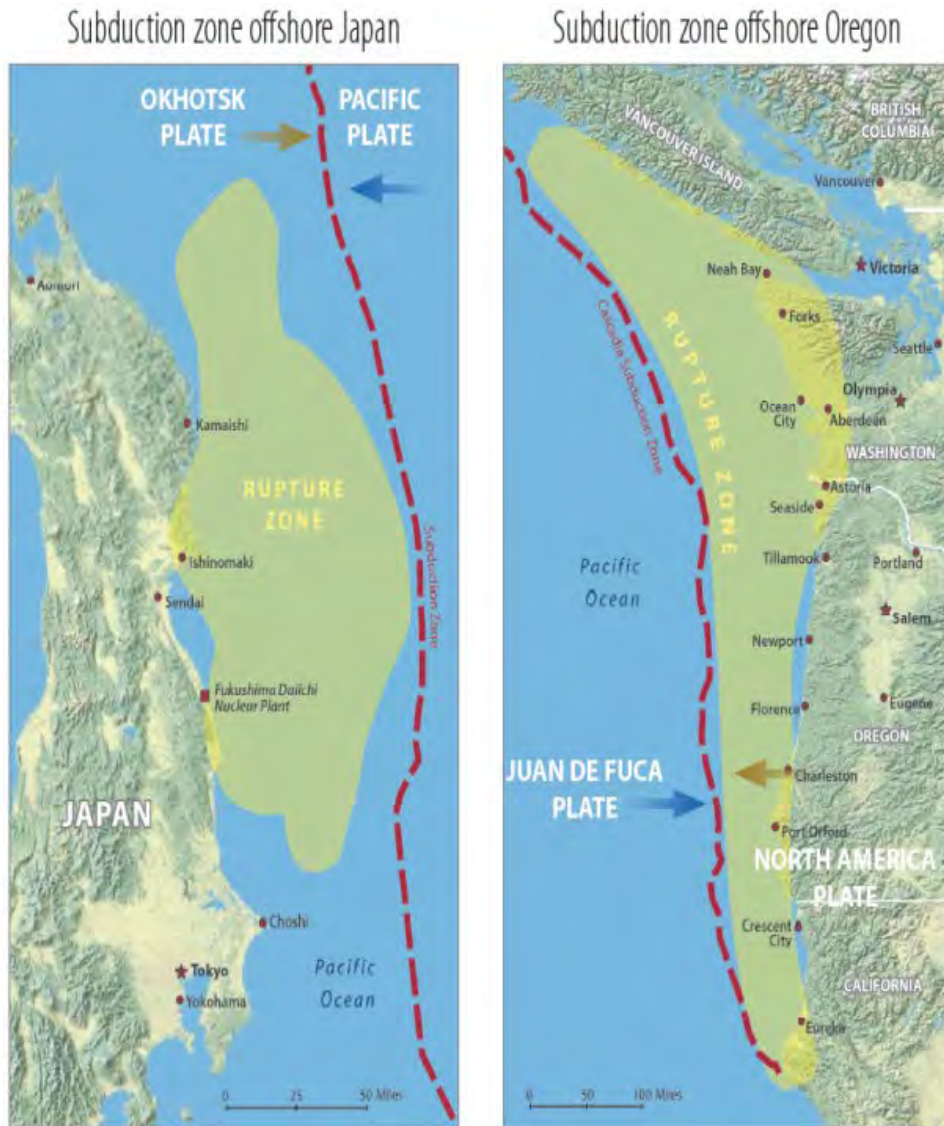 Subduction zone offshore Japan
OKHOTSK
PLATE
PACIFIC
PLATE
Aomori
Kamaishi
RUPTURE
ZONE
Ishinomaki
Sendai
Subduction Zone
Fukushima Daiichi
Nuclear Plant
JAPAN
Choshi
Pacific
Ocean
Tokyo
Yokohama
0 25 50 Miles
Subduction zone offshore Oregon
BRITISH
COLUMBIA
VANCOUVER ISLAND
Vancouver
Neah Bay
Victoria
Forks
Seattle
RUPTURE ZONE
Cascadia Subduction Zone
Olympia
Ocean
City
Aberdeen
WASHINGTON
Astoria
Seaside
Pacific
Ocean
Tillamook
Portland
Salem
Newport
Florence
Eugene
OREGON
JUAN DE FUCA
PLATE
Charleston
Port Orford
NORTH AMERICA
PLATE
Crescent
City
CALIFORNIA
Eureka
0 50 100 Miles